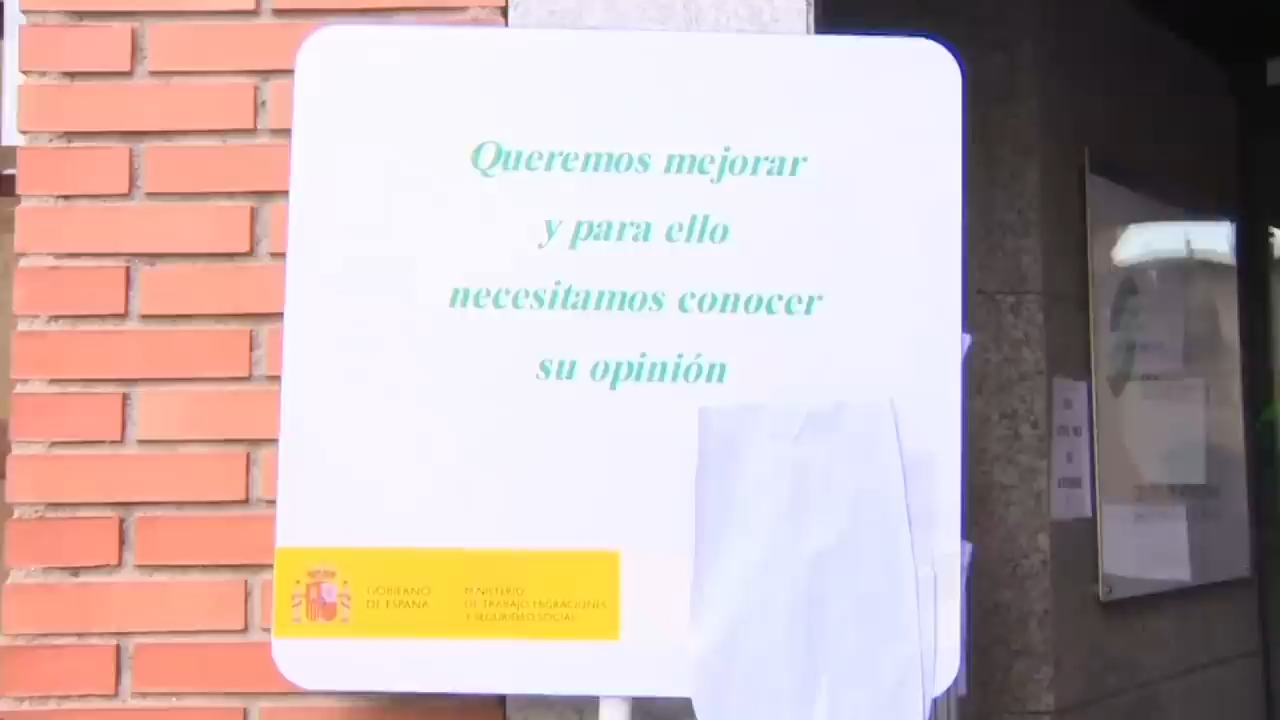 Queremos mejorar
y para ello
necesitamos conocer
su opinión
GOBIERNO
DE ESPAÑA
MINISTERIO
DE TRABAJO, MIGRACIONES
Y SEGURIDAD SOCIAL